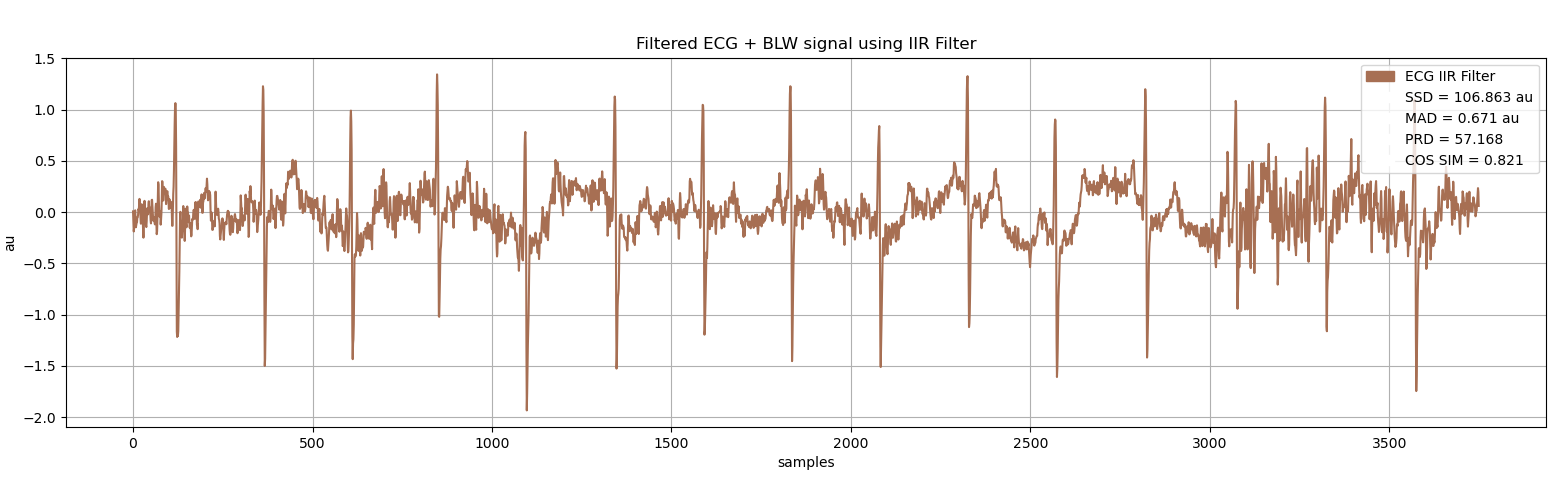 Filtered ECG + BLW signal using IIR Filter
1.5
1.0
0.5
0.0
−0.5
−1.0
−1.5
−2.0
au
ECG IIR Filter
SSD = 106.863 au
MAD = 0.671 au
PRD = 57.168
COS SIM = 0.821
0 500 1000 1500 2000 2500 3000 3500
samples